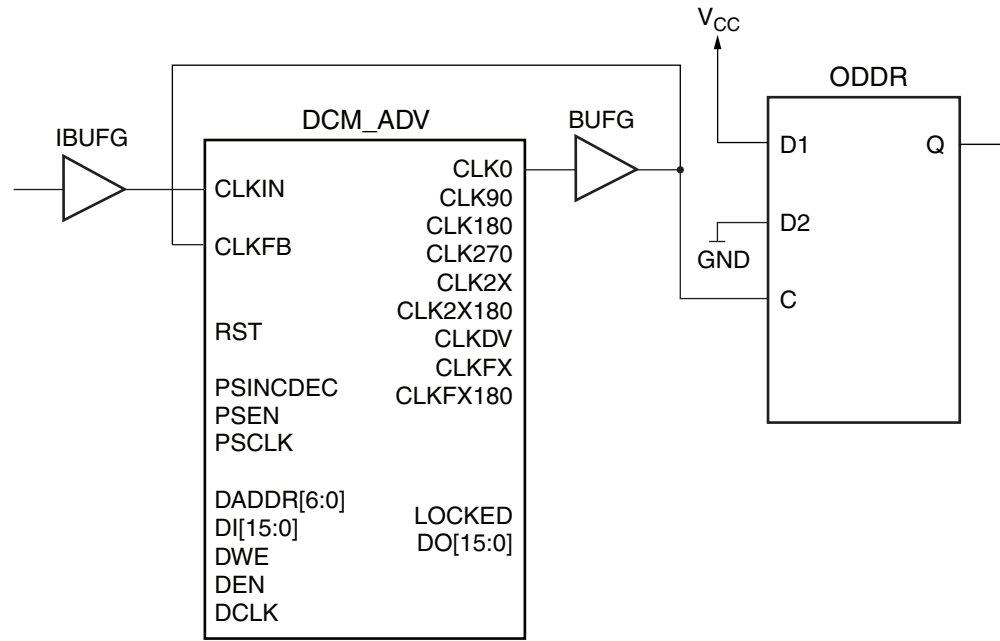 VCC
ODDR
IBUFG
DCM_ADV
BUFG
CLKIN
CLKFB
RST
PSINCDEC
PSEN
PSCLK
DADDR[6:0]
DI[15:0]
DWE
DEN
DCLK
CLK0
CLK90
CLK180
CLK270
CLK2X
CLK2X180
CLKDV
CLKFX
CLKFX180
LOCKED
DO[15:0]
D1
Q
D2
GND
C